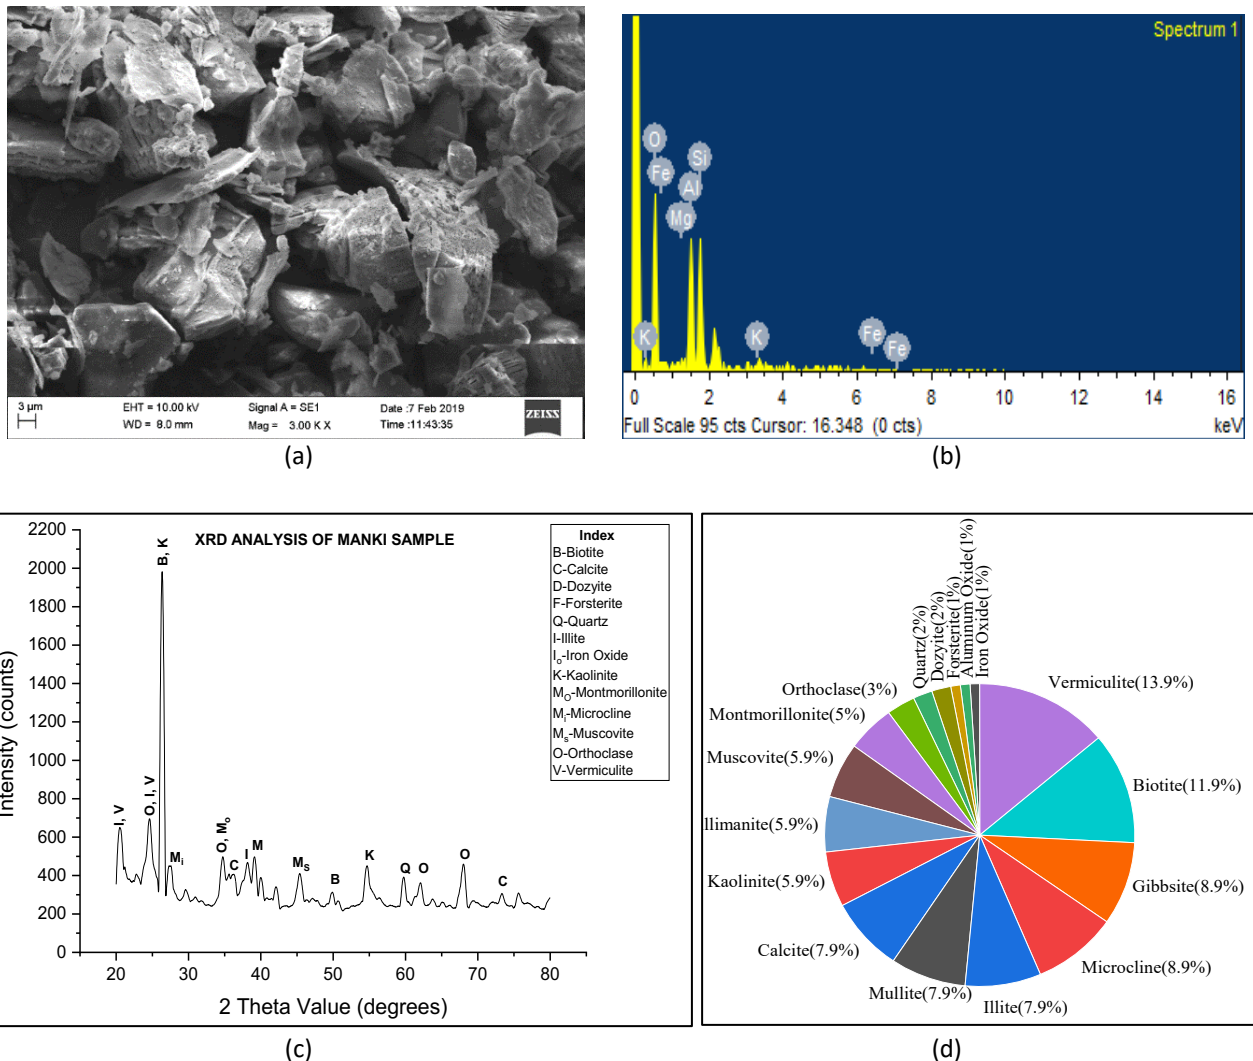 3 µm
EHT = 10.00 kV
WD = 8.0 mm
Signal A = SE1
Mag = 3.00 K X
Date :7 Feb 2019
Time :11:43:35
ZEISS
(a)
Spectrum 1
O
Fe
Si
Al
Mg
K
K
Fe
Fe
0 2 4 6 8 10 12 14 16
Full Scale 95 cts Cursor: 16.348 (0 cts)
keV
(b)
XRD ANALYSIS OF MANKI SAMPLE
Intensity (counts)
2200
2000
1800
1600
1400
1200
1000
800
600
400
200
0
I, V
O, I, V
B, K
Mi
O, Mo
C
I
M
Ms
B
K
Q
O
O
C
Index
B-Biotite
C-Calcite
D-Dozyite
F-Forsterite
Q-Quartz
I-Illite
Io-Iron Oxide
K-Kaolinite
MO-Montmorillonite
Mi-Microcline
Ms-Muscovite
O-Orthoclase
V-Vermiculite
20 30 40 50 60 70 80
2 Theta Value (degrees)
(c)
Quartz(2%)
Dozyite(2%)
Forsterite(1%)
Aluminum Oxide(1%)
Iron Oxide(1%)
Vermiculite(13.9%)
Biotite(11.9%)
Gibbsite(8.9%)
Microcline(8.9%)
Illite(7.9%)
Mullite(7.9%)
Calcite(7.9%)
Kaolinite(5.9%)
llimanite(5.9%)
Muscovite(5.9%)
Montmorillonite(5%)
Orthoclase(3%)
(d)